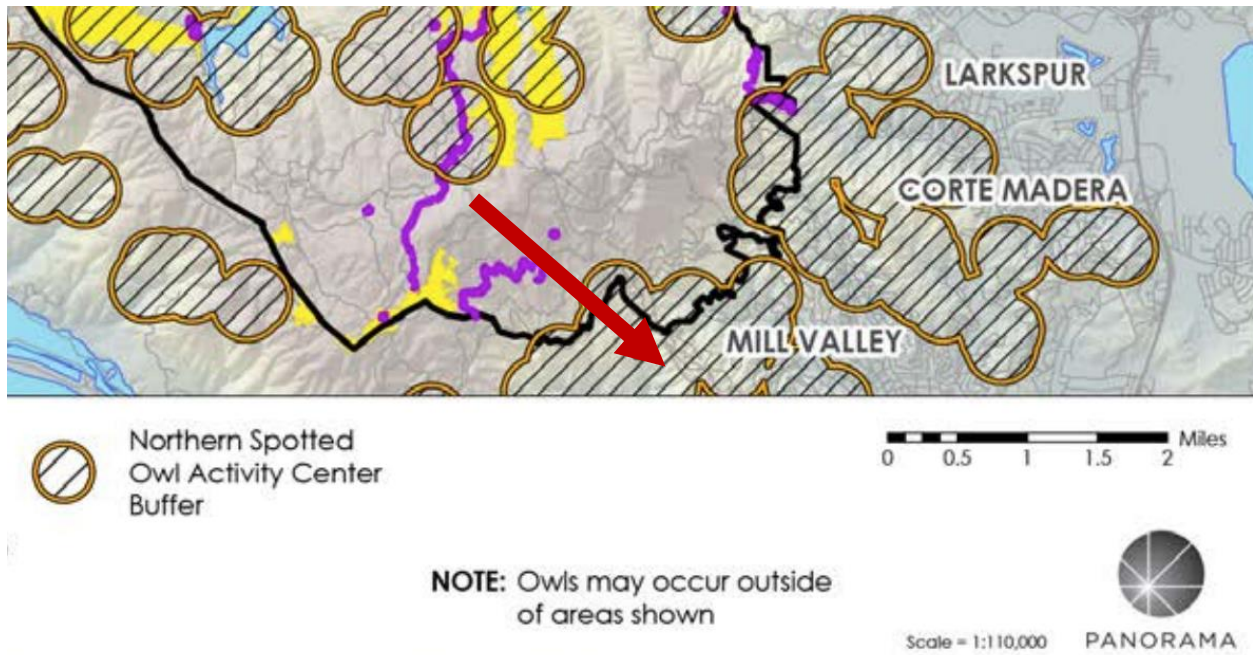 LARKSPUR
CORTE MADERA
MILL VALLEY
Northern Spotted
Owl Activity Center
Buffer
0 0.5 1 1.5 2 Miles
NOTE: Owls may occur outside
of areas shown
Scale = 1:110,000
PANORAMA